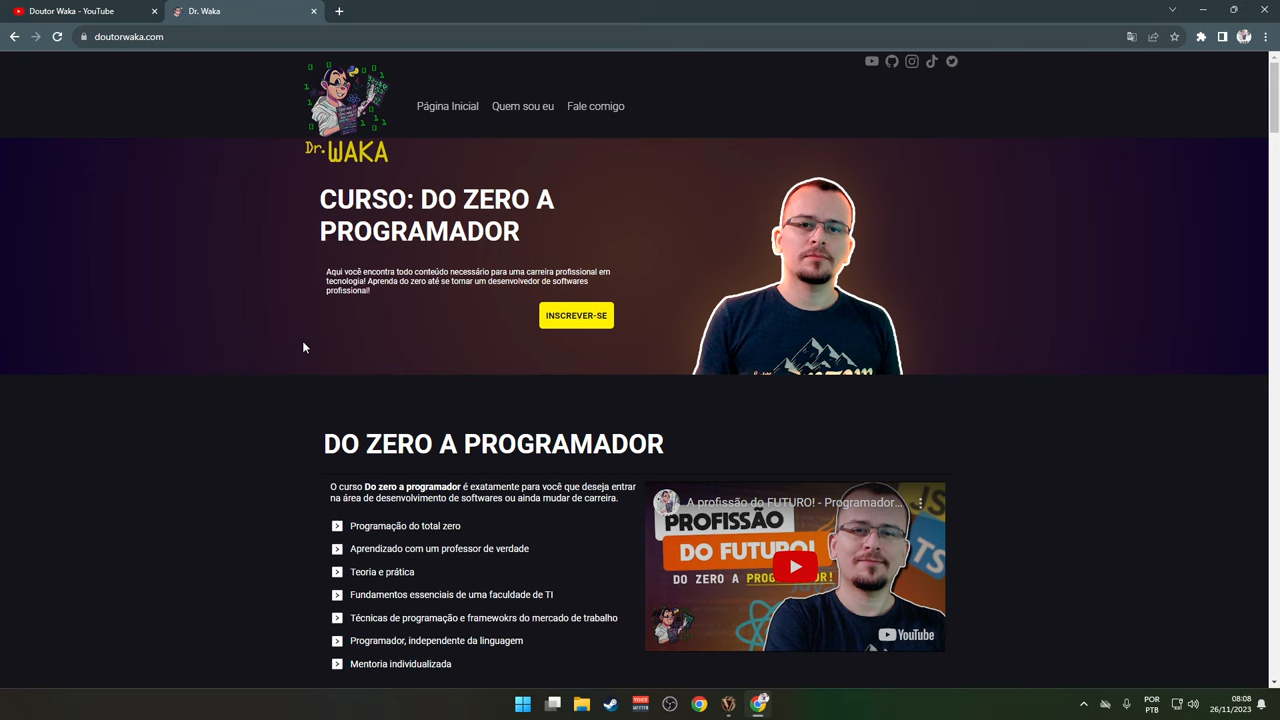 Doutor Waka - YouTube
Dr. Waka
doutorwaka.com
Página Inicial
Quem sou eu
Fale comigo
Dr. WAKA
CURSO: DO ZERO A
PROGRAMADOR
Aqui você encontra todo conteúdo necessário para uma carreira profissional em
tecnologia! Aprenda do zero até se tornar um desenvolvedor de softwares
profissional!
INSCREVER-SE
DO ZERO A PROGRAMADOR
O curso Do zero a programador é exatamente para você que deseja entrar
na área de desenvolvimento de softwares ou ainda mudar de carreira.
Programação do total zero
Aprendizado com um professor de verdade
Teoria e prática
Fundamentos essenciais de uma faculdade de TI
Técnicas de programação e framewokrs do mercado de trabalho
Programador, independente da linguagem
Mentoria individualizada
A profissão do FUTURO! - Programador...
PROFISSÃO
DO FUTURO!
DO ZERO A PROGRAMADOR!
JS
TS
YouTube
POR
PTB
08:08
26/11/2023